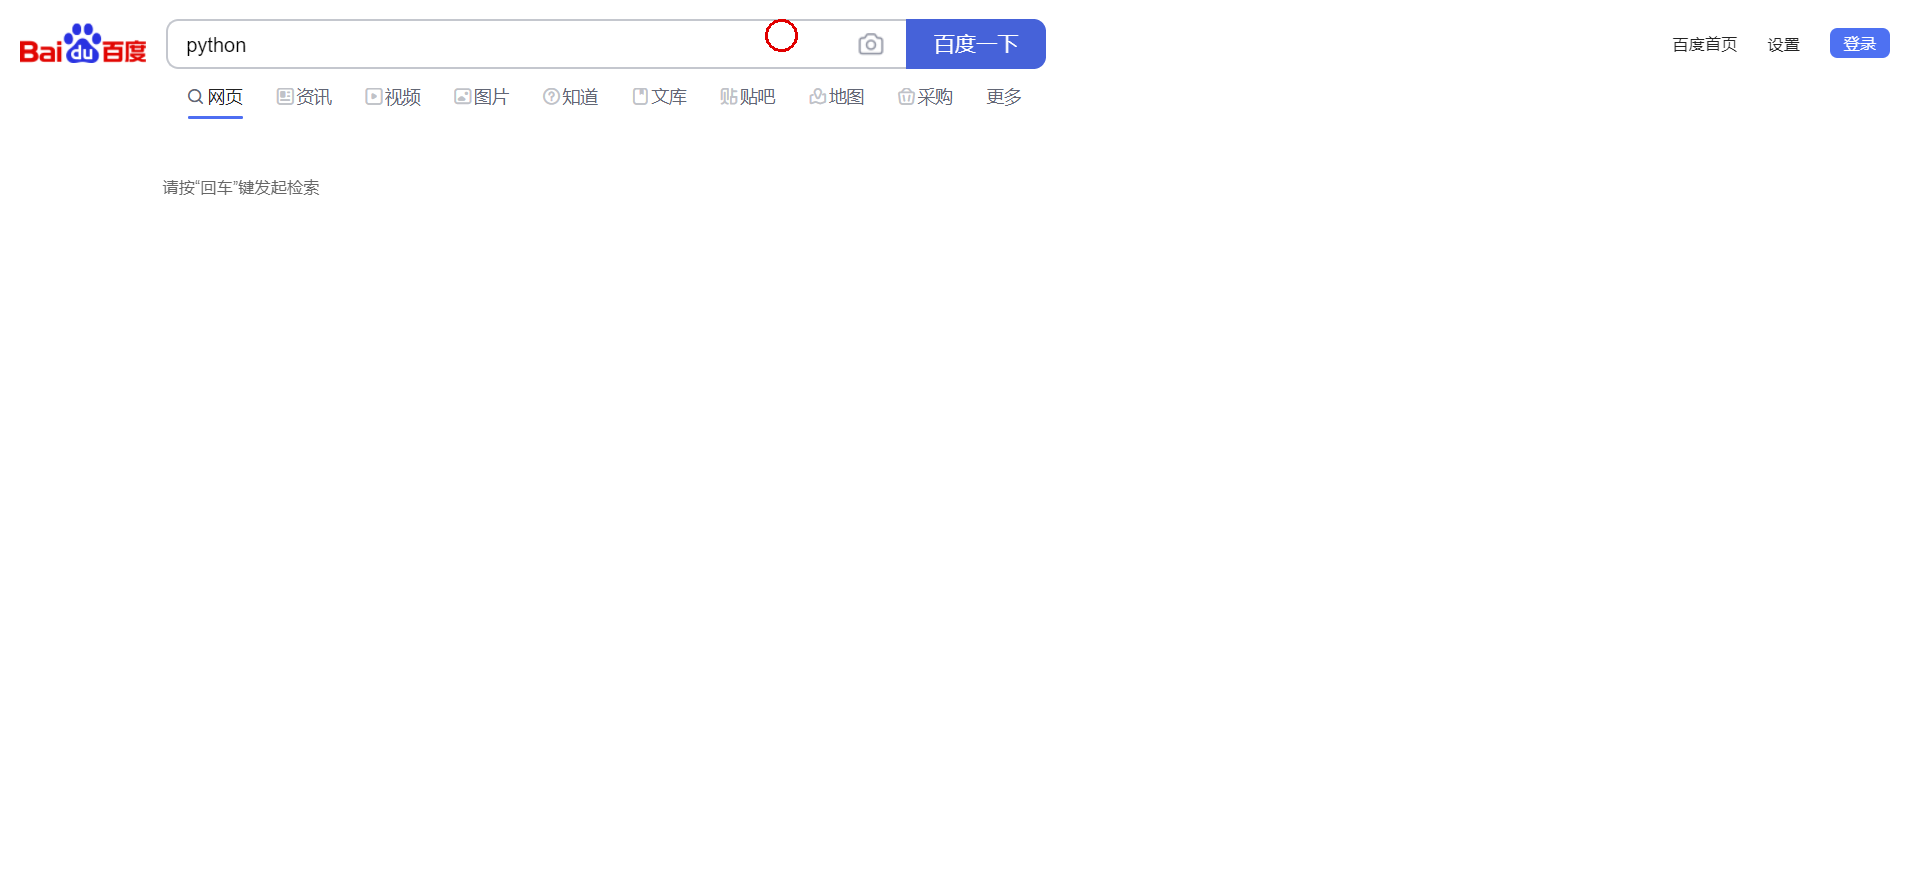 Bai du 百度
python
百度一下
百度首页 设置 登录
网页 资讯 视频 图片 知道 文库 贴吧 地图 采购 更多
请按“回车”键发起检索